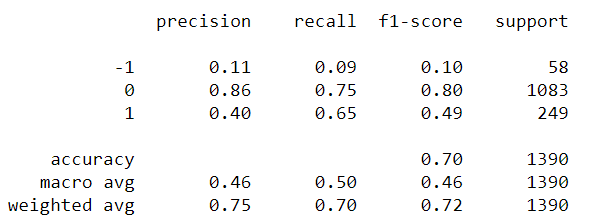 precision recall f1-score support
-1 0.11 0.09 0.10 58
0 0.86 0.75 0.80 1083
1 0.40 0.65 0.49 249
accuracy 0.70 1390
macro avg 0.46 0.50 0.46 1390
weighted avg 0.75 0.70 0.72 1390